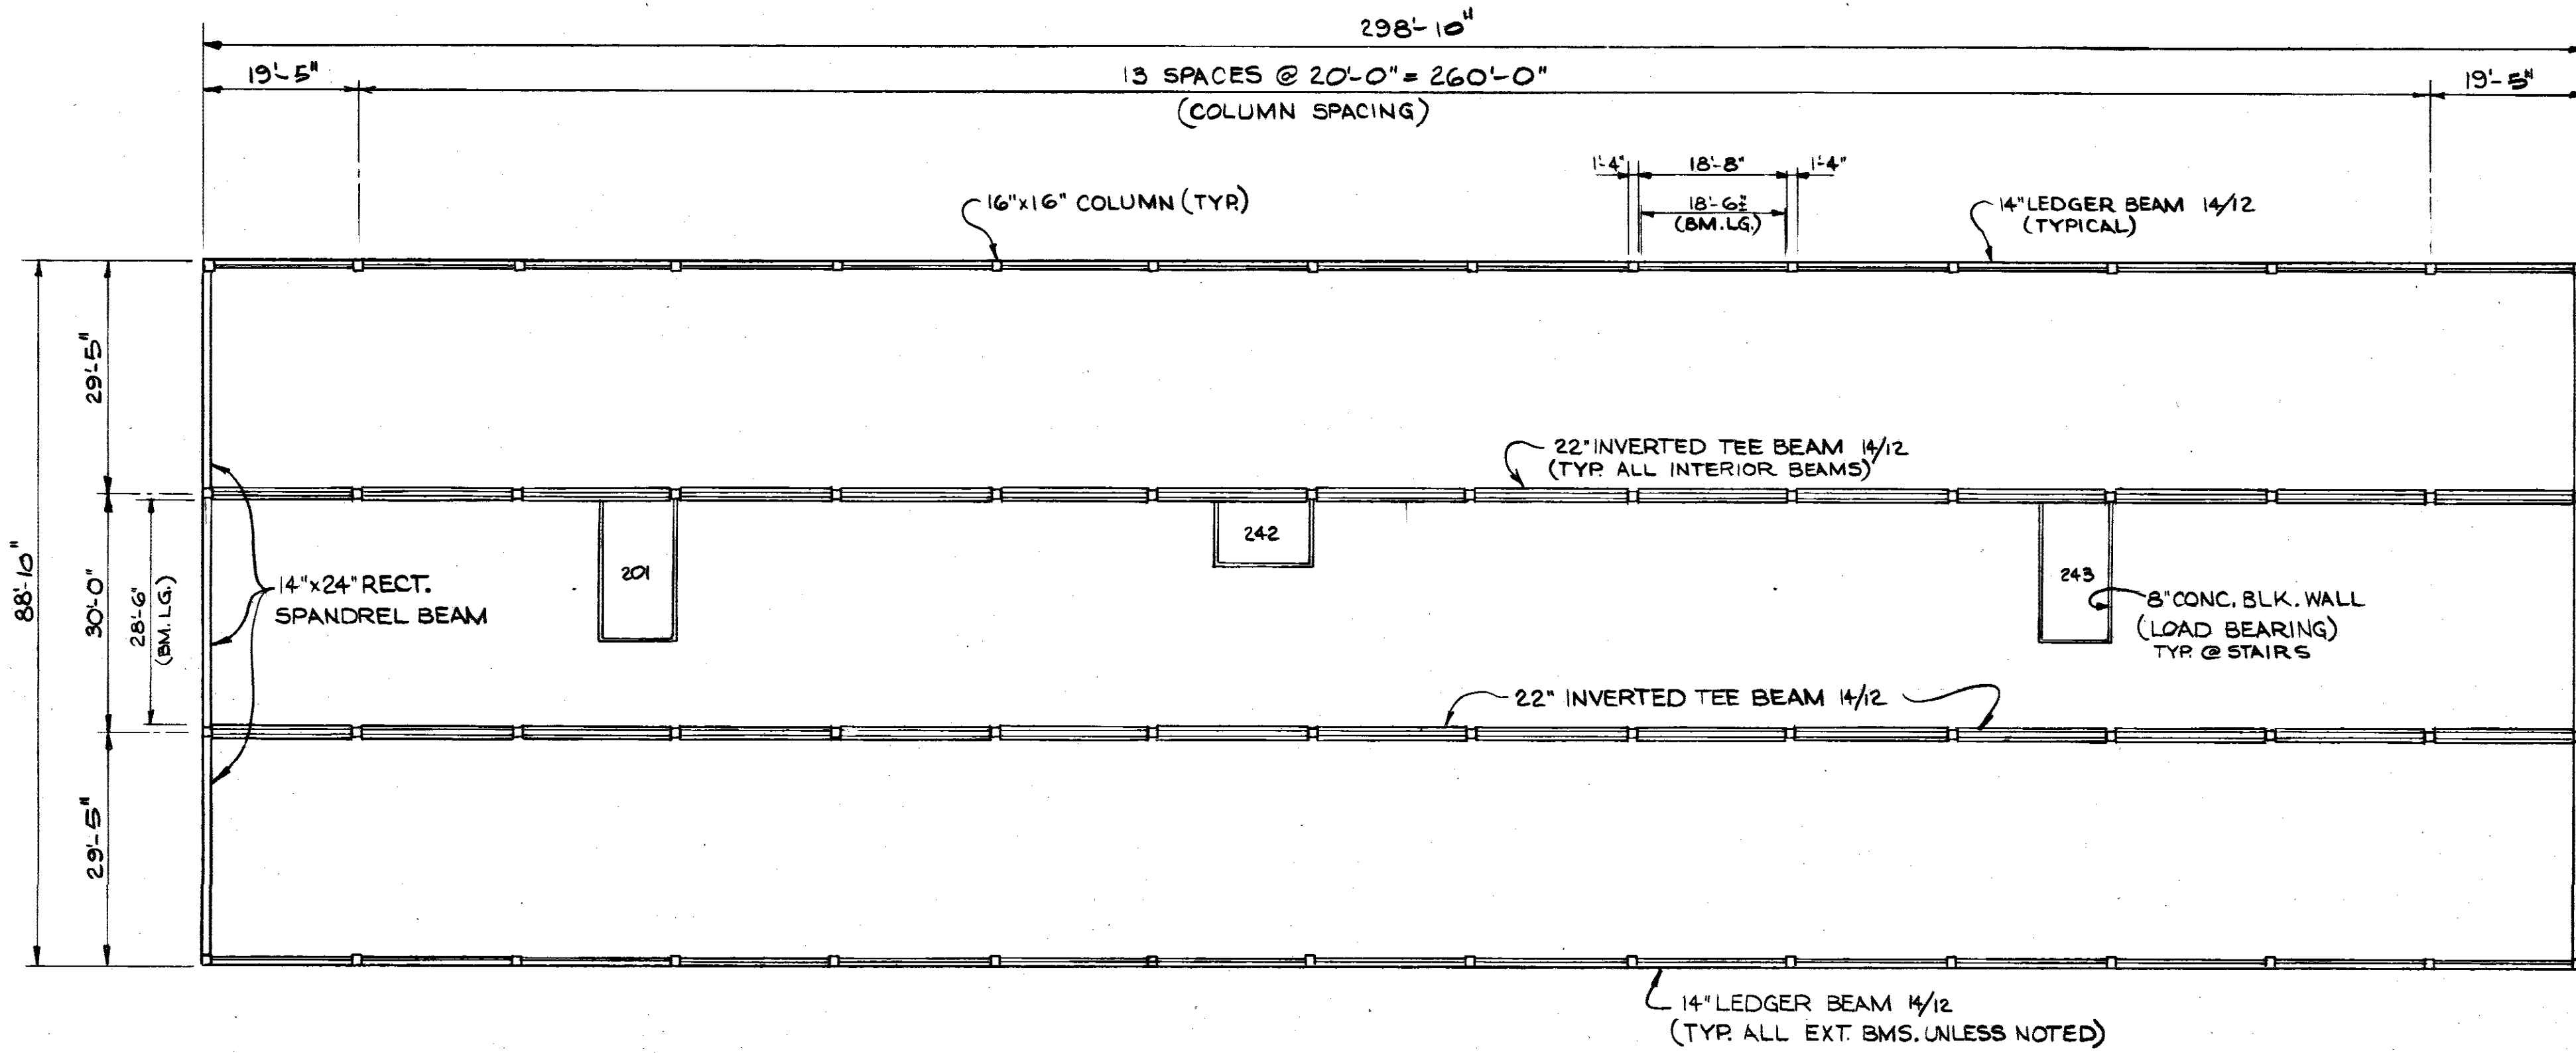 298'-10"
19'-5"
13 SPACES @ 20'-0" = 260'-0"
19'-5"
(COLUMN SPACING)
1'-4"
18'-8"
1'-4"
16"x16" COLUMN (TYP.)
18'-6±
(BM. LG.)
14" LEDGER BEAM 14/12
(TYPICAL)
29'-5"
22" INVERTED TEE BEAM 14/12
(TYP. ALL INTERIOR BEAMS)
88'-10"
30'-0"
28'-6"
(BM. LG.)
14"x24" RECT.
SPANDREL BEAM
201
242
243
8" CONC. BLK. WALL
(LOAD BEARING)
TYP. @ STAIRS
22" INVERTED TEE BEAM 14/12
29'-5"
14" LEDGER BEAM 14/12
(TYP. ALL EXT. BMS. UNLESS NOTED)